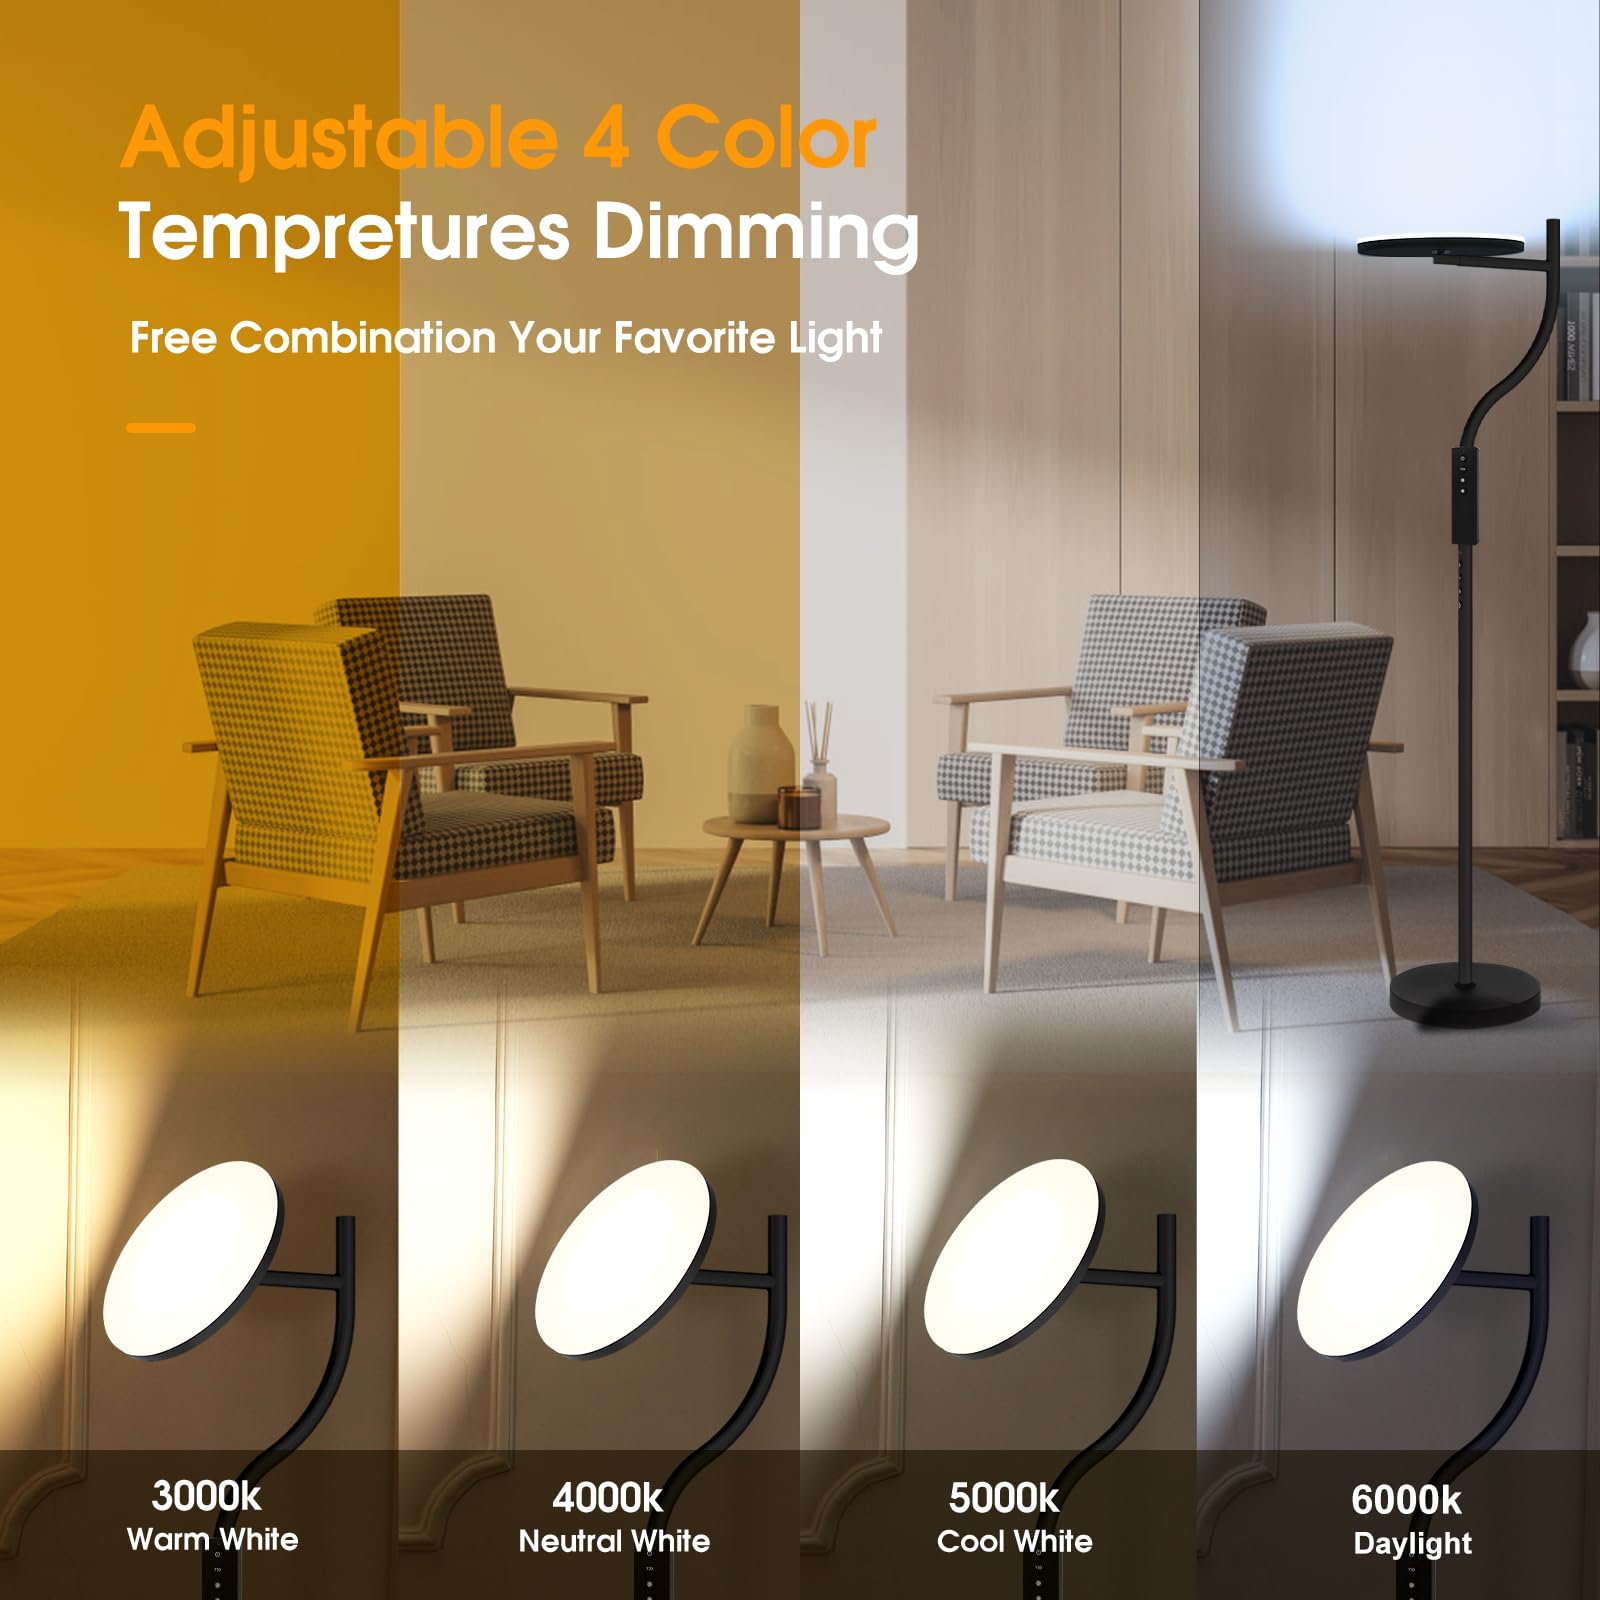 Adjustable 4 Color
Tempretures Dimming
Free Combination Your Favorite Light
3000k
Warm White
4000k
Neutral White
5000k
Cool White
6000k
Daylight